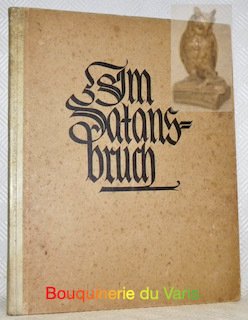 Im
Satans=
bruch
Bouquinerie du Varis